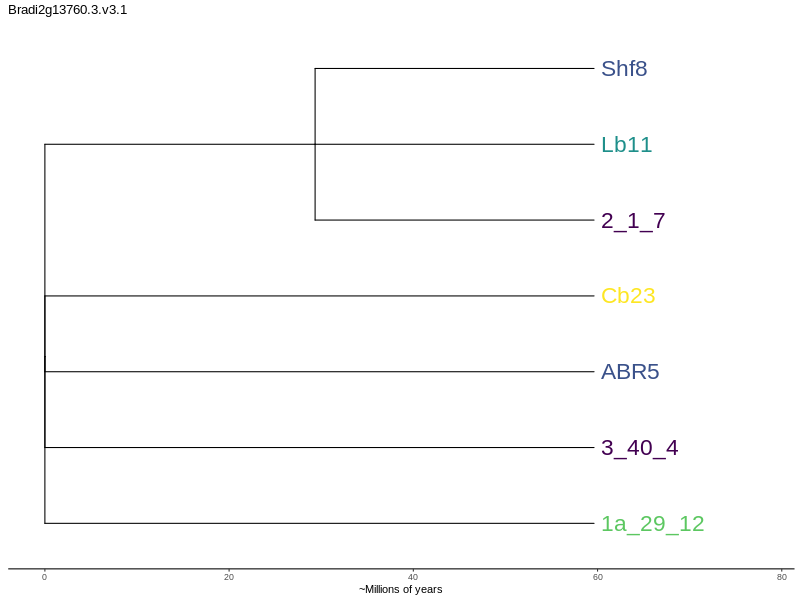 Bradi2g13760.3.v3.1
Shf8
Lb11
2_1_7
Cb23
ABR5
3_40_4
1a_29_12
0 20 40 60 80
~Millions of years